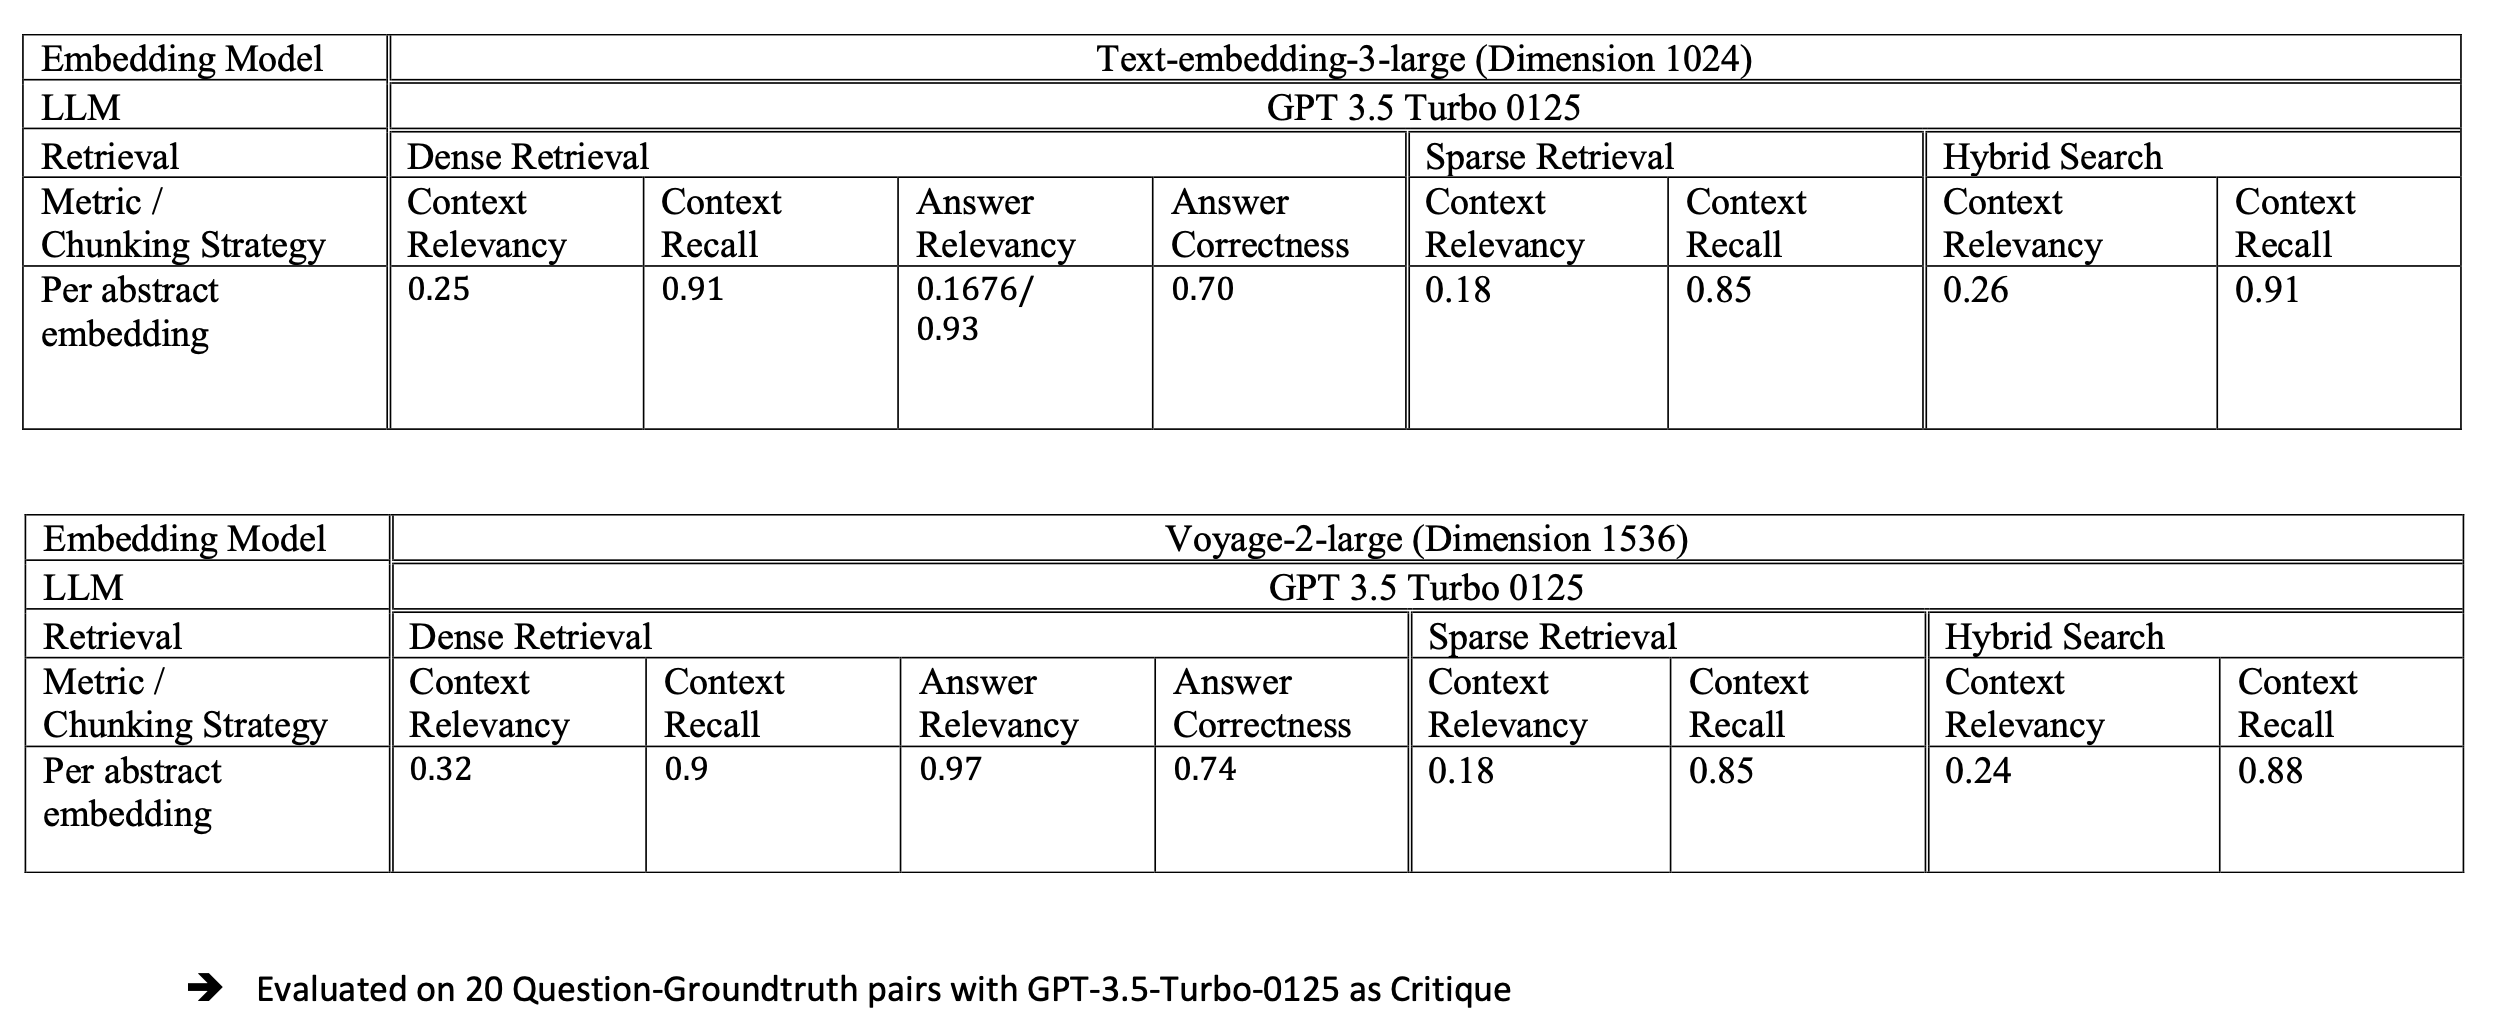 Embedding Model Text-embedding-3-large (Dimension 1024)
LLM GPT 3.5 Turbo 0125
Retrieval Dense Retrieval Sparse Retrieval Hybrid Search
Metric / Context Context Answer Answer Context Context Context Context
Chunking Strategy Relevancy Recall Relevancy Correctness Relevancy Recall Relevancy Recall
Per abstract 0.25 0.91 0.1676/ 0.70 0.18 0.85 0.26 0.91
embedding 0.93
Embedding Model Voyage-2-large (Dimension 1536)
LLM GPT 3.5 Turbo 0125
Retrieval Dense Retrieval Sparse Retrieval Hybrid Search
Metric / Context Context Answer Answer Context Context Context Context
Chunking Strategy Relevancy Recall Relevancy Correctness Relevancy Recall Relevancy Recall
Per abstract 0.32 0.9 0.97 0.74 0.18 0.85 0.24 0.88
embedding
➔ Evaluated on 20 Question-Groundtruth pairs with GPT-3.5-Turbo-0125 as Critique